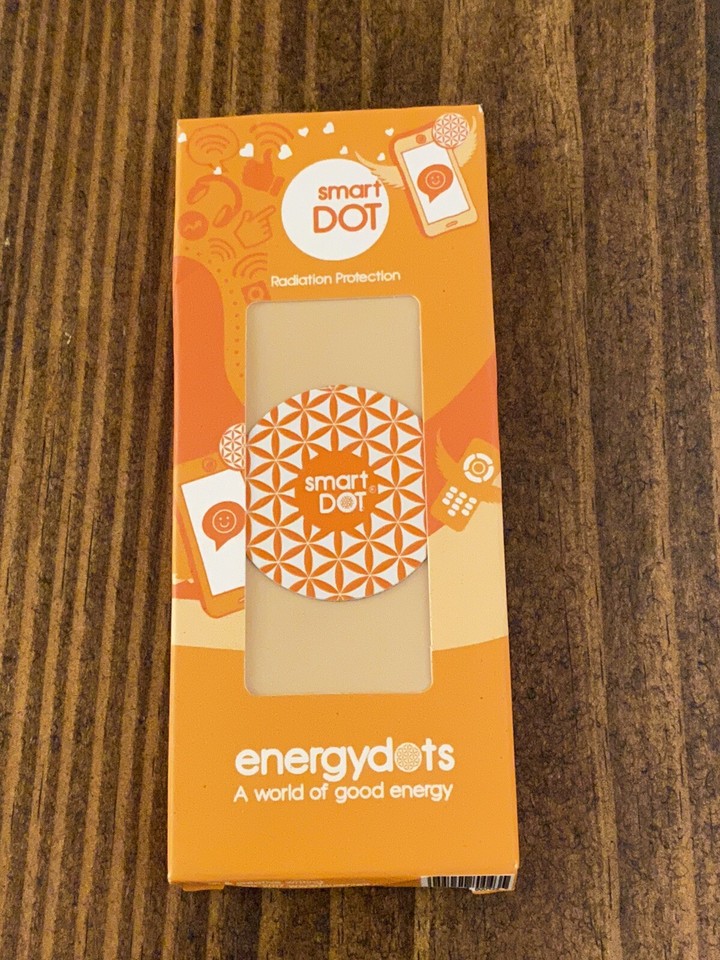 smart
DOT
Radiation Protection
smart
DOT®
energydots
A world of good energy